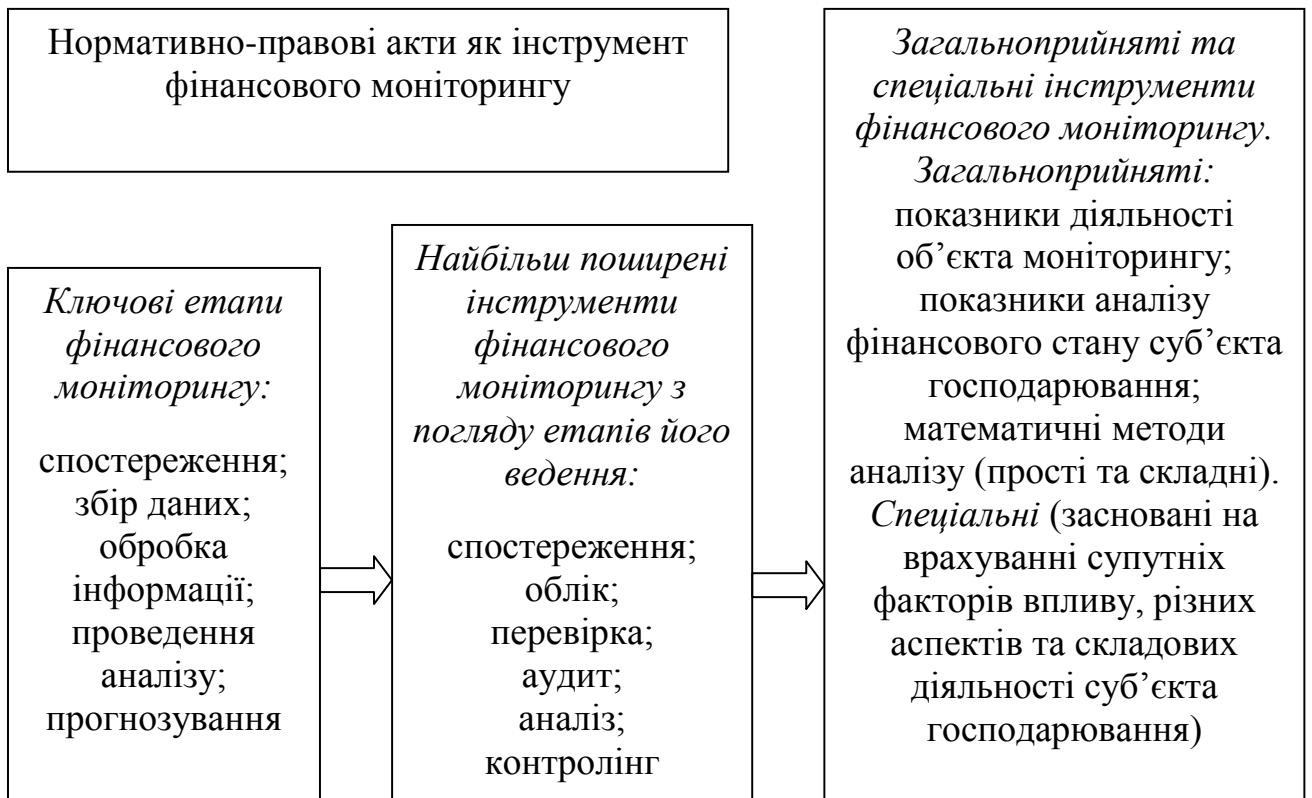 Нормативно-правові акти як інструмент
фінансового моніторингу
Ключові етапи
фінансового
моніторингу:
спостереження;
збір даних;
обробка
інформації;
проведення
аналізу;
прогнозування
Найбільш поширені
інструменти
фінансового
моніторингу з
погляду етапів його
ведення:
спостереження;
облік;
перевірка;
аудит;
аналіз;
контролінг
Загальноприйняті та
спеціальні інструменти
фінансового моніторингу.
Загальноприйняті:
показники діяльності
об’єкта моніторингу;
показники аналізу
фінансового стану суб’єкта
господарювання;
математичні методи
аналізу (прості та складні).
Спеціальні (засновані на
врахуванні супутніх
факторів впливу, різних
аспектів та складових
діяльності суб’єкта
господарювання)